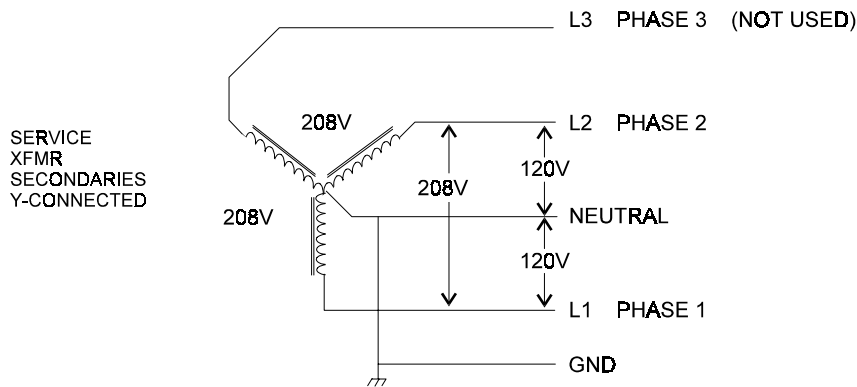 L3 PHASE 3 (NOT USED)
208V
L2 PHASE 2
SERVICE
XFMR
SECONDARIES
Y-CONNECTED
120V
208V
208V
NEUTRAL
120V
L1 PHASE 1
GND